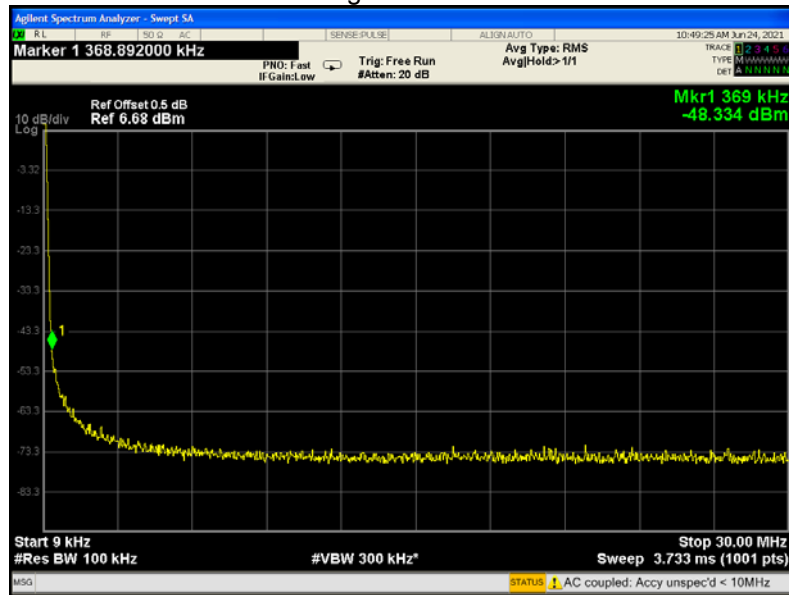 Agilent Spectrum Analyzer - Swept SA
RL RF 50 Ω AC SENSE:PULSE ALIGN AUTO 10:49:25 AM Jun 24, 2021
Marker 1 368.892000 kHz
PNO: Fast
IFGain:Low
Trig: Free Run
#Atten: 20 dB
Avg Type: RMS
Avg|Hold:>1/1
TRACE 1 2 3 4 5 6
TYPE M
DET A N N N N N
Mkr1 369 kHz
-48.334 dBm
Ref Offset 0.5 dB
10 dB/div Ref 6.68 dBm
Log
-3.32
-13.3
-23.3
-33.3
-43.3
1
-53.3
-63.3
-73.3
-83.3
Start 9 kHz Stop 30.00 MHz
#Res BW 100 kHz #VBW 300 kHz* Sweep 3.733 ms (1001 pts)
MSG STATUS AC coupled: Accy unspec'd < 10MHz